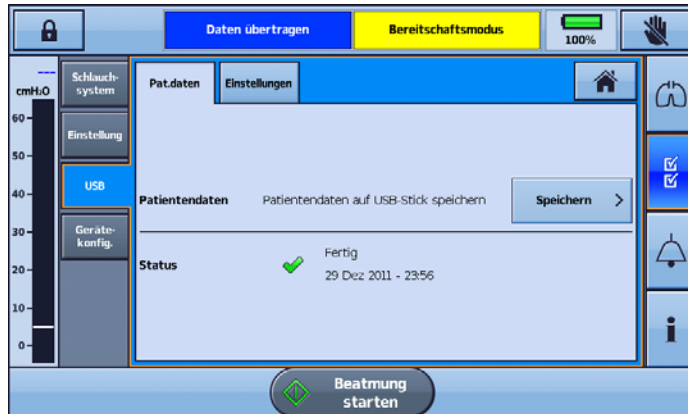 Daten übertragen
Bereitschaftsmodus
100%
---
cmH₂O
60
50
40
30
20
10
0
Schlauch-
system
Einstellung
USB
Geräte-
konfig.
Pat.daten
Einstellungen
Patientendaten
Patientendaten auf USB-Stick speichern
Speichern >
Status
Fertig
29 Dez 2011 - 23:56
Beatmung
starten
i